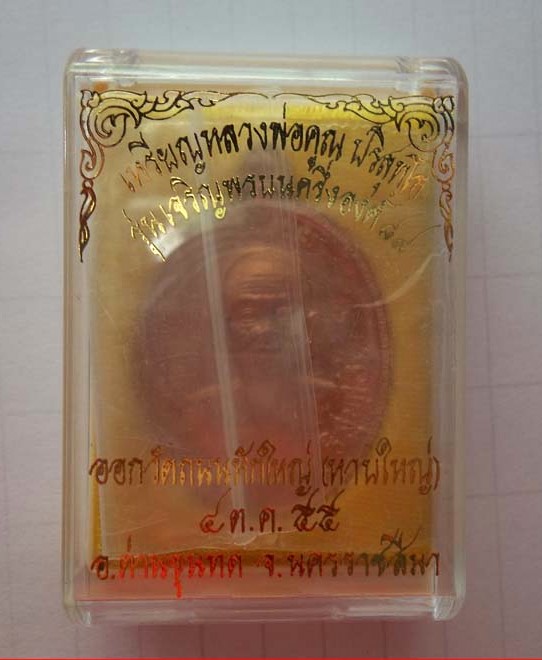 เหรียญหลวงพ่อคูณ ปริสุทฺโธ
รุ่นเจริญพรบนครึ่งองค์
ออกวัดถนนหักใหญ่ (หาบใหญ่)
๔ ต.ค. ๕๕
อ.ด่านขุนทด จ.นครราชสีมา